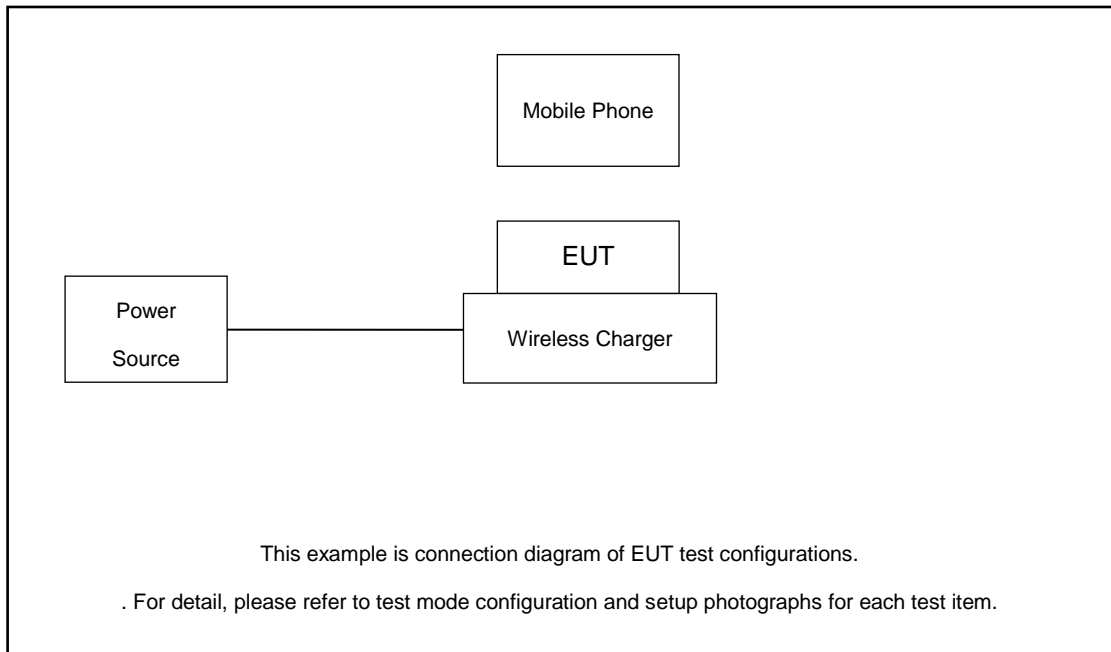 Mobile Phone
EUT
Power
Source
Wireless Charger
This example is connection diagram of EUT test configurations.
. For detail, please refer to test mode configuration and setup photographs for each test item.